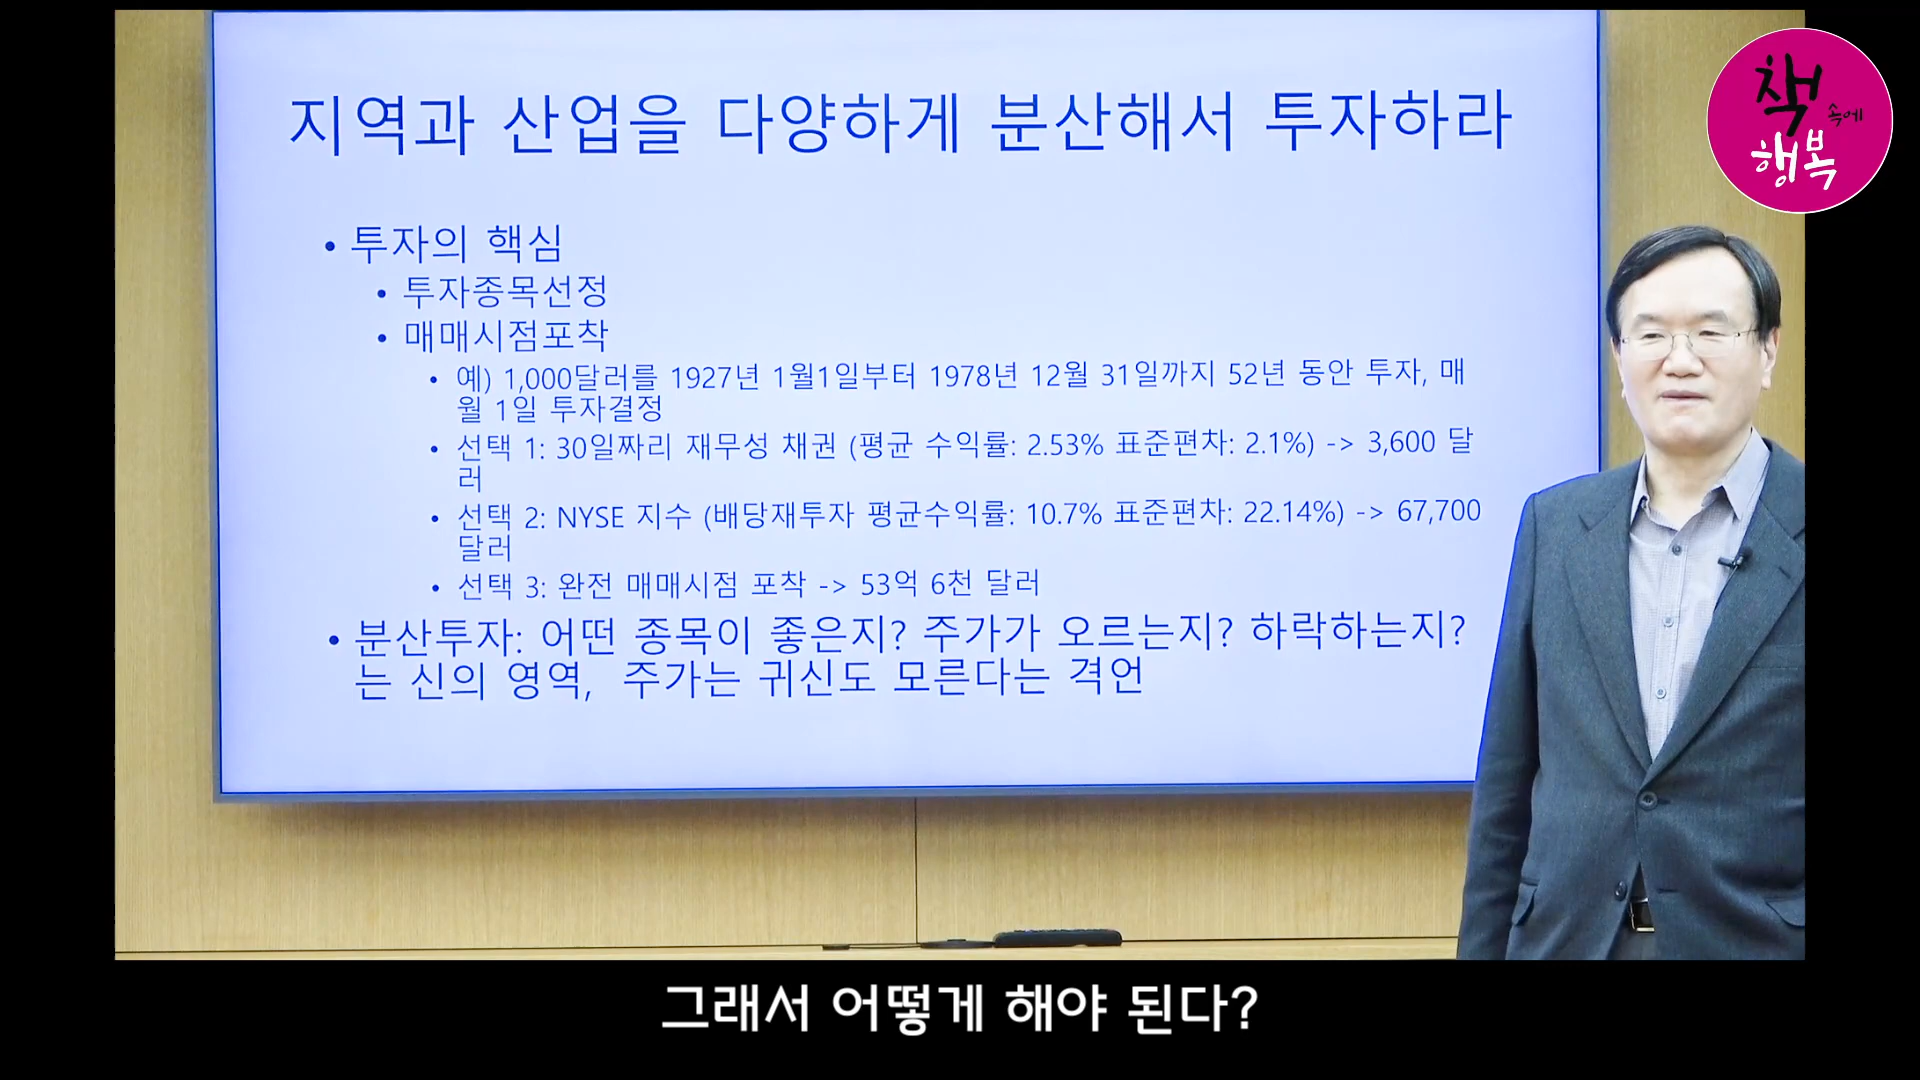 지역과 산업을 다양하게 분산해서 투자하라
• 투자의 핵심
• 투자종목선정
• 매매시점포착
• 예) 1,000달러를 1927년 1월1일부터 1978년 12월 31일까지 52년 동안 투자, 매
월 1일 투자결정
• 선택 1: 30일짜리 재무성 채권 (평균 수익률: 2.53% 표준편차: 2.1%) -> 3,600 달
러
• 선택 2: NYSE 지수 (배당재투자 평균수익률: 10.7% 표준편차: 22.14%) -> 67,700
달러
• 선택 3: 완전 매매시점 포착 -> 53억 6천 달러
• 분산투자: 어떤 종목이 좋은지? 주가가 오르는지? 하락하는지?
는 신의 영역, 주가는 귀신도 모른다는 격언
책
속에
행복
그래서 어떻게 해야 된다?